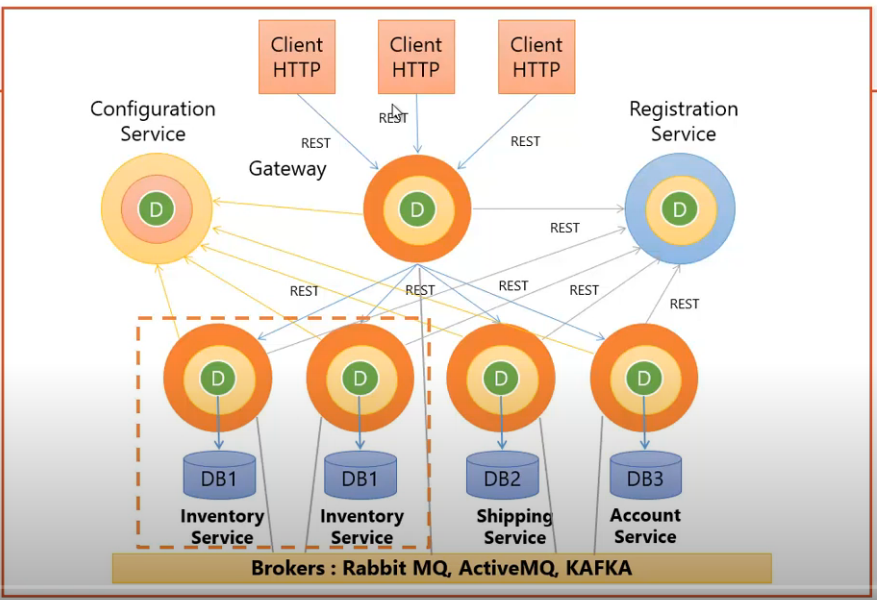 Client
HTTP
Client
HTTP
Client
HTTP
Configuration
Service
Registration
Service
REST
REST
REST
Gateway
D
D
D
REST
REST
REST
REST
REST
REST
D
D
D
D
DB1
DB1
DB2
DB3
Inventory
Service
Inventory
Service
Shipping
Service
Account
Service
Brokers : Rabbit MQ, ActiveMQ, KAFKA